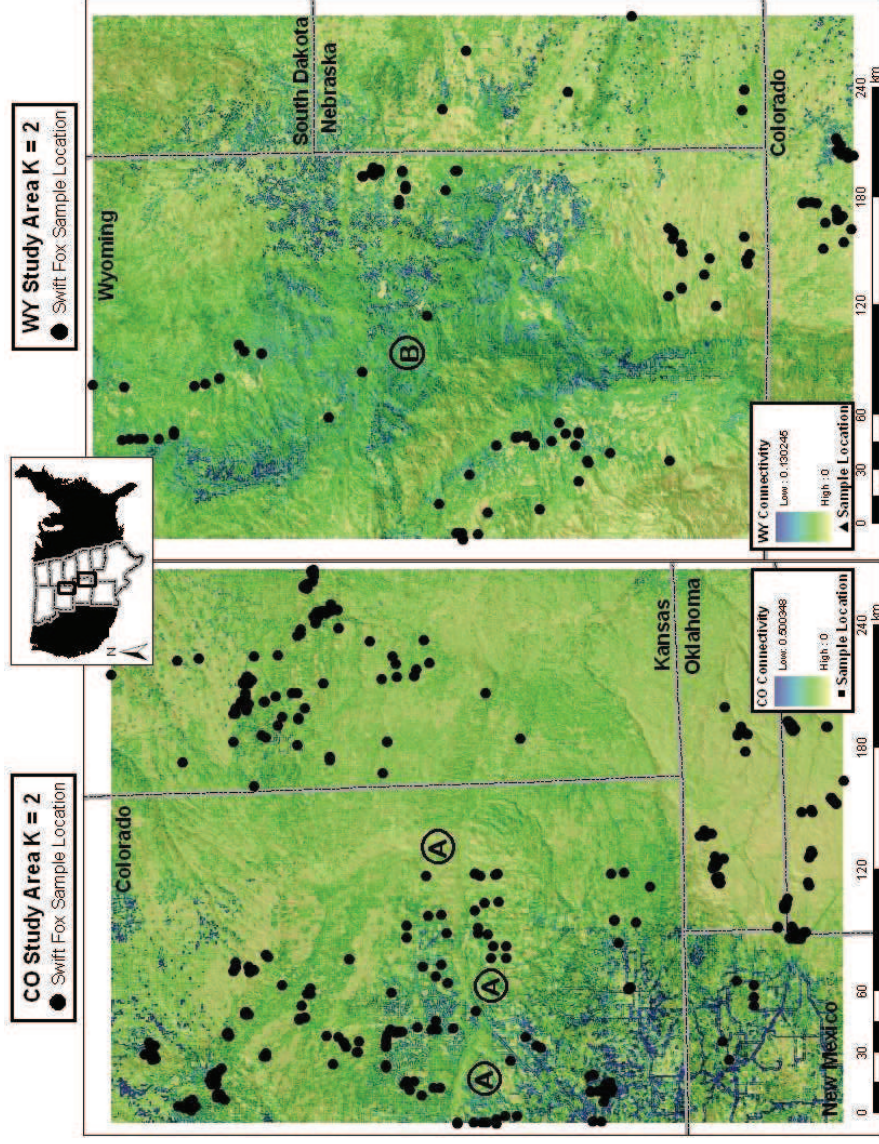 CO Study Area K = 2
Swift Fox Sample Location
WY Study Area K = 2
Swift Fox Sample Location
N
Colorado
A
A
A
Kansas
Oklahoma
New Mexico
CO Connectivity
Low: 0.500348
High : 0
Sample Location
0 30 60 120 180 240
km
Wyoming
South Dakota
Nebraska
B
Colorado
WY Connectivity
Low : 0.130245
High : 0
Sample Location
0 30 60 120 180 240
km